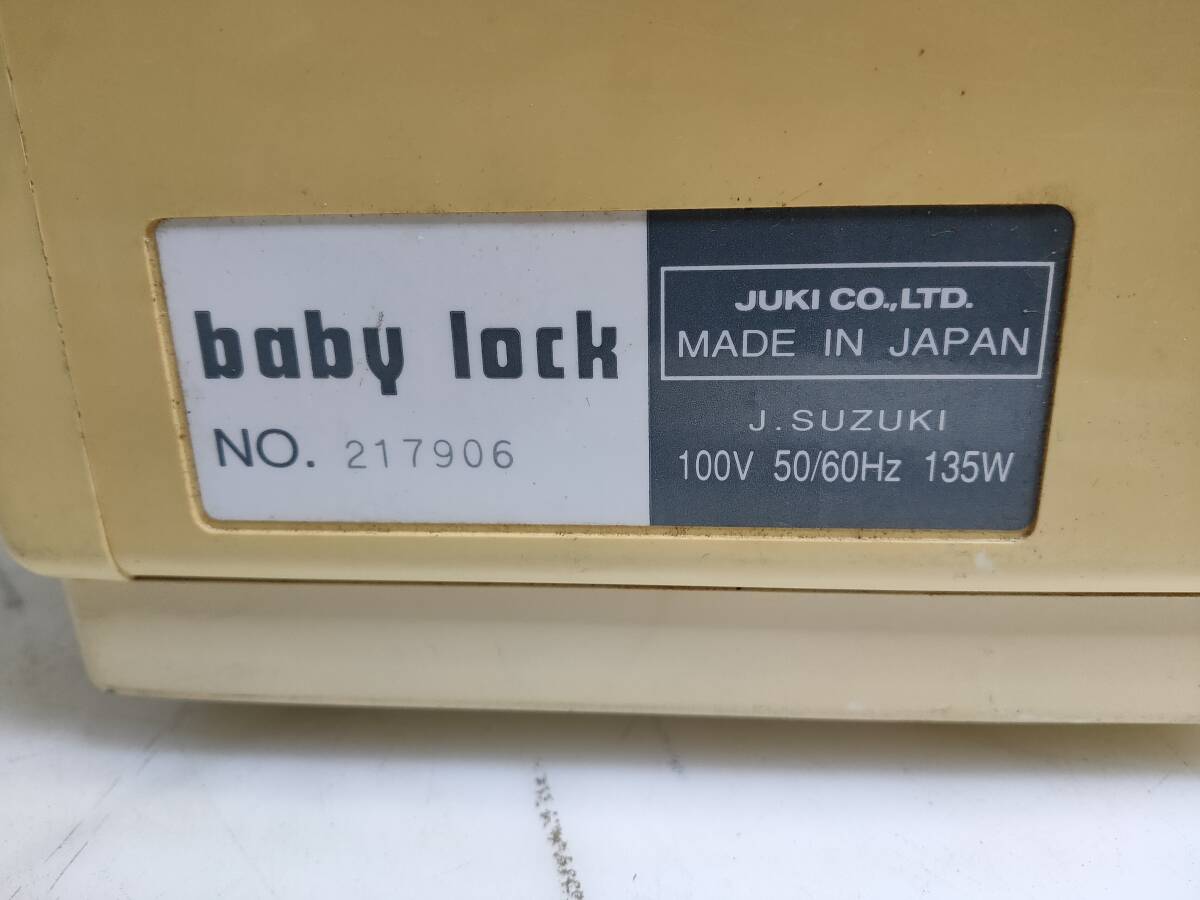 baby lock
NO. 217906
JUKI CO.,LTD.
MADE IN JAPAN
J.SUZUKI
100V 50/60Hz 135W